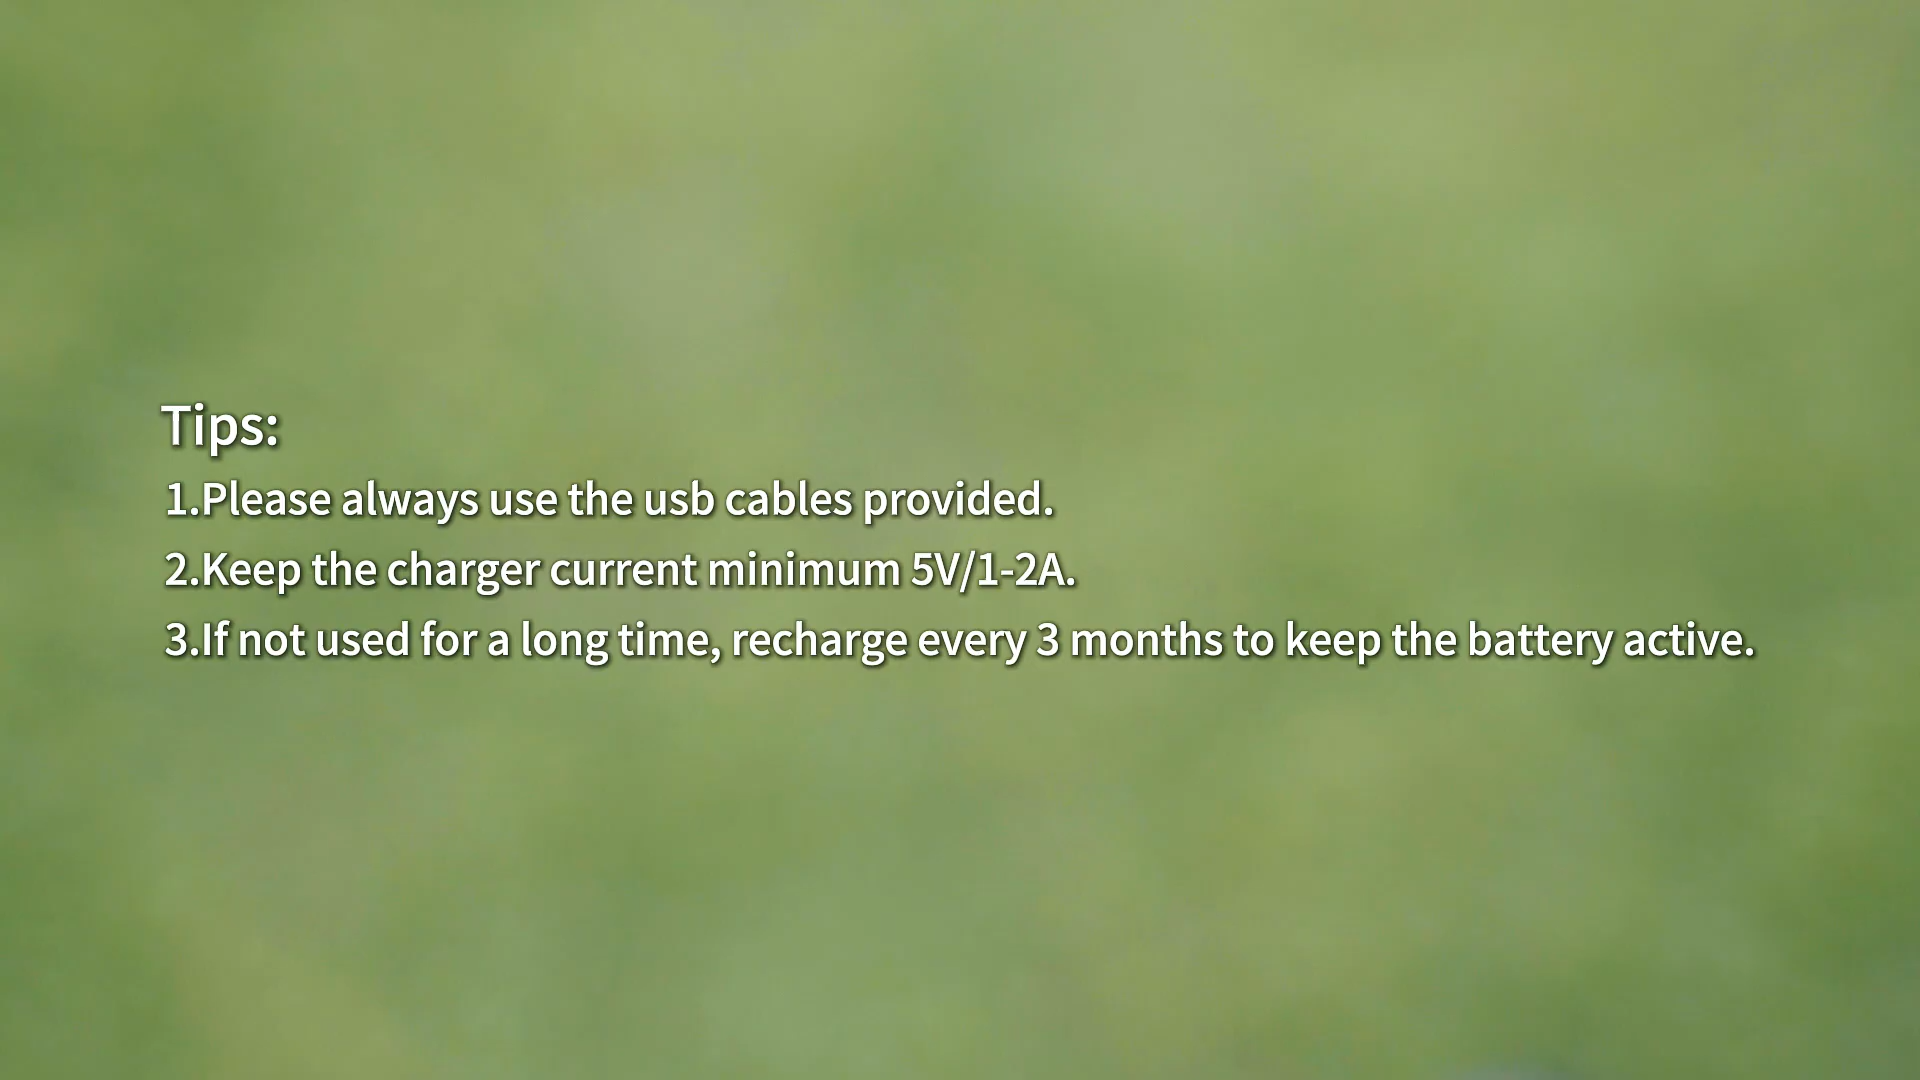 Tips:
1.Please always use the usb cables provided.
2.Keep the charger current minimum 5V/1-2A.
3.If not used for a long time, recharge every 3 months to keep the battery active.